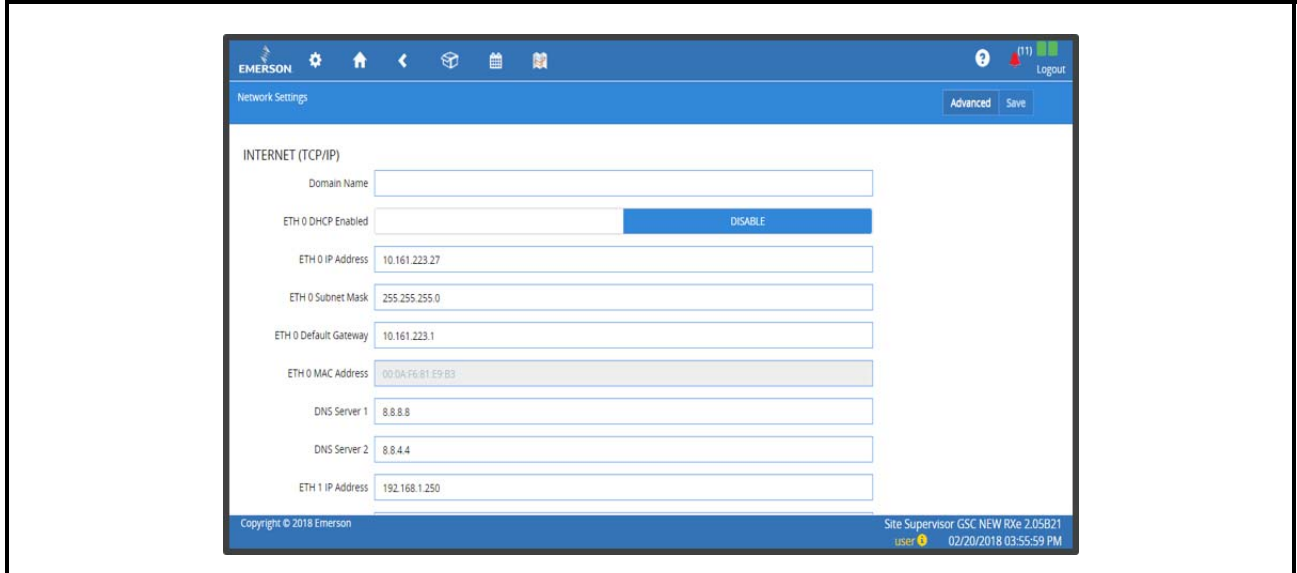 EMERSON
(11)
Logout
Network Settings
Advanced Save
INTERNET (TCP/IP)
Domain Name
ETH 0 DHCP Enabled DISABLE
ETH 0 IP Address 10.161.223.27
ETH 0 Subnet Mask 255.255.255.0
ETH 0 Default Gateway 10.161.223.1
ETH 0 MAC Address 00:0A:F6:81:E9:B3
DNS Server 1 8.8.8.8
DNS Server 2 8.8.4.4
ETH 1 IP Address 192.168.1.250
Copyright © 2018 Emerson
Site Supervisor GSC NEW RXe 2.05B21
user 02/20/2018 03:55:59 PM